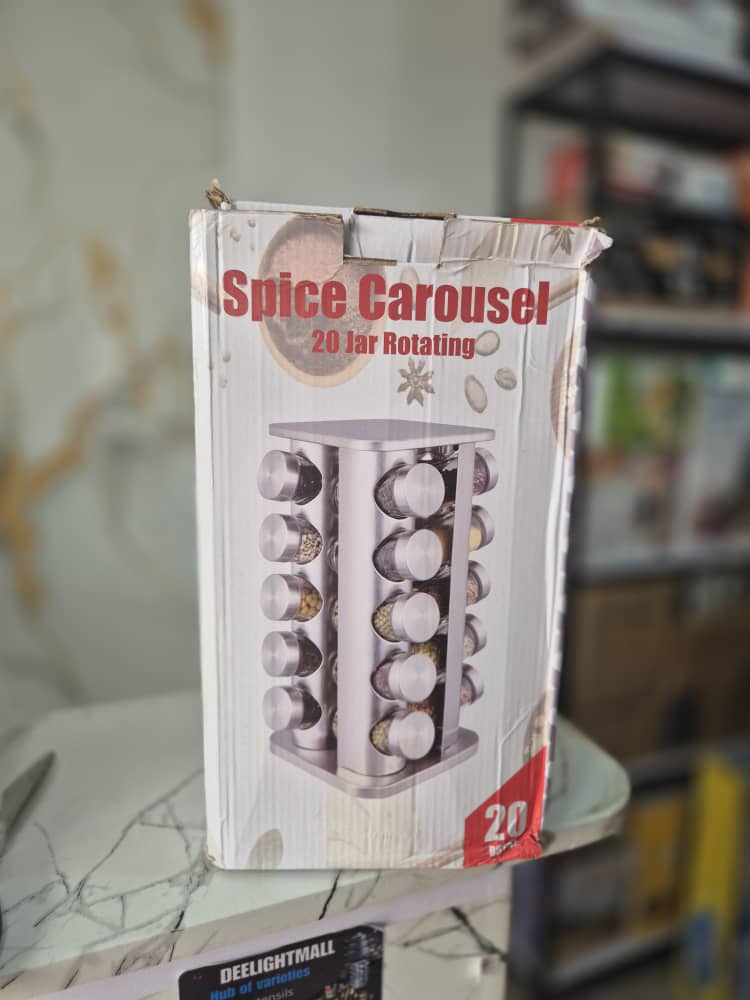 Spice Carousel
20 Jar Rotating
20
DEELIGHTMALL
Hub of varieties